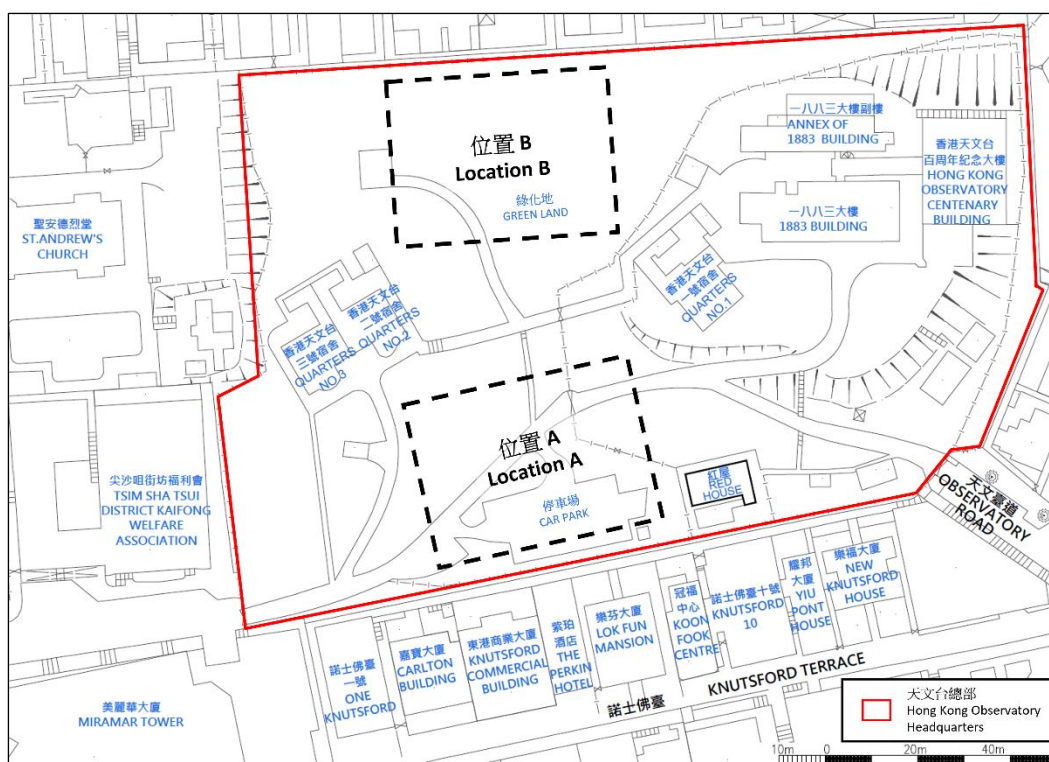 位置 B
Location B
綠化地
GREEN LAND
一八八三大樓副樓
ANNEX OF
1883 BUILDING
香港天文台
百周年紀念大樓
HONG KONG
OBSERVATORY
CENTENARY
BUILDING
一八八三大樓
1883 BUILDING
聖安德烈堂
ST.ANDREW'S
CHURCH
香港天文台
一號宿舍
QUARTERS
NO.1
香港天文台
二號宿舍
QUARTERS
NO.2
香港天文台
三號宿舍
QUARTERS
NO.3
位置 A
Location A
停車場
CAR PARK
紅屋
RED
HOUSE
尖沙咀街坊福利會
TSIM SHA TSUI
DISTRICT KAIFONG
WELFARE
ASSOCIATION
天文臺道
OBSERVATORY
ROAD
諾士佛臺
一號
ONE
KNUTSFORD
嘉寶大廈
CARLTON
BUILDING
東港商業大廈
KNUTSFORD
COMMERCIAL
BUILDING
紫珀
酒店
THE
PERKIN
HOTEL
樂芬大廈
LOK FUN
MANSION
冠福
中心
KOON
FOOK
CENTRE
諾士佛臺十號
KNUTSFORD
10
耀邦
大廈
YIU
PONT
HOUSE
樂福大廈
NEW
KNUTSFORD
HOUSE
美麗華大廈
MIRAMAR TOWER
諾士佛臺
KNUTSFORD TERRACE
天文台總部
Hong Kong Observatory
Headquarters
10m 0 20m 40m